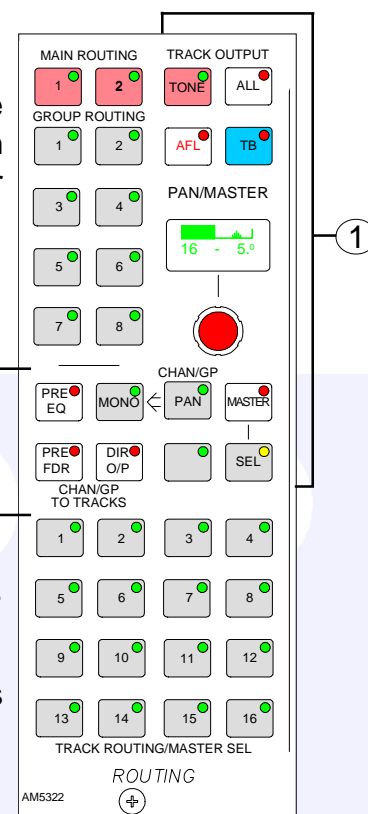 MAIN ROUTING TRACK OUTPUT
1 2 TONE ALL
GROUP ROUTING
1 2 AFL TB
PAN/MASTER
3 4
16 - 5.0
5 6
7 8
CHAN/GP
PRE EQ MONO PAN MASTER
PRE FDR DIR O/P SEL
CHAN/GP
TO TRACKS
1 2 3 4
5 6 7 8
9 10 11 12
13 14 15 16
TRACK ROUTING/MASTER SEL
ROUTING
AM5322
1